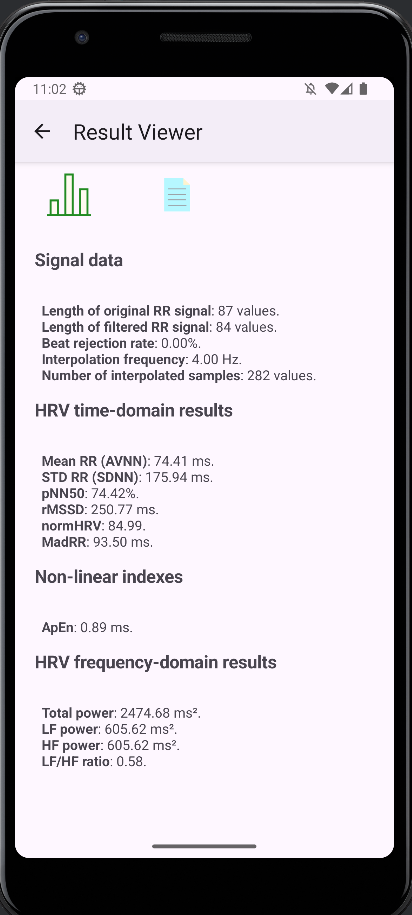 11:02
Result Viewer
Signal data
Length of original RR signal: 87 values.
Length of filtered RR signal: 84 values.
Beat rejection rate: 0.00%.
Interpolation frequency: 4.00 Hz.
Number of interpolated samples: 282 values.
HRV time-domain results
Mean RR (AVNN): 74.41 ms.
STD RR (SDNN): 175.94 ms.
pNN50: 74.42%.
rMSSD: 250.77 ms.
normHRV: 84.99.
MadRR: 93.50 ms.
Non-linear indexes
ApEn: 0.89 ms.
HRV frequency-domain results
Total power: 2474.68 ms².
LF power: 605.62 ms².
HF power: 605.62 ms².
LF/HF ratio: 0.58.